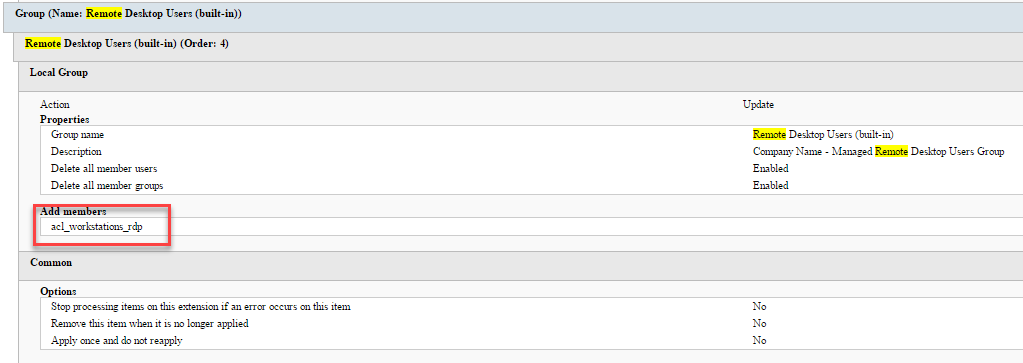 Group (Name: Remote Desktop Users (built-in))
Remote Desktop Users (built-in) (Order: 4)
Local Group
Action Update
Properties
Group name Remote Desktop Users (built-in)
Description Company Name - Managed Remote Desktop Users Group
Delete all member users Enabled
Delete all member groups Enabled
Add members
acl_workstations_rdp
Common
Options
Stop processing items on this extension if an error occurs on this item No
Remove this item when it is no longer applied No
Apply once and do not reapply No